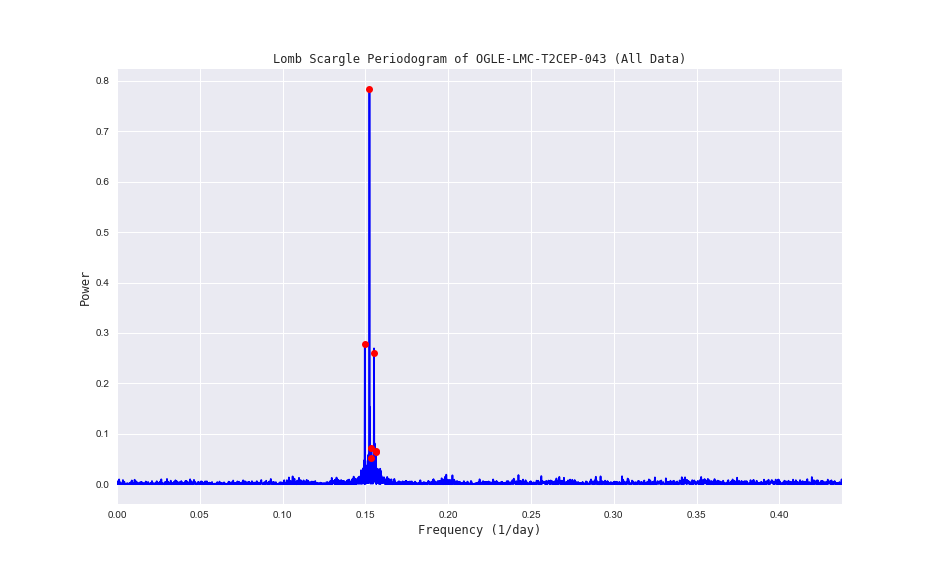 Lomb Scargle Periodogram of OGLE-LMC-T2CEP-043 (All Data)
0.8
0.7
0.6
0.5
0.4
0.3
0.2
0.1
0.0
Power
0.00 0.05 0.10 0.15 0.20 0.25 0.30 0.35 0.40
Frequency (1/day)